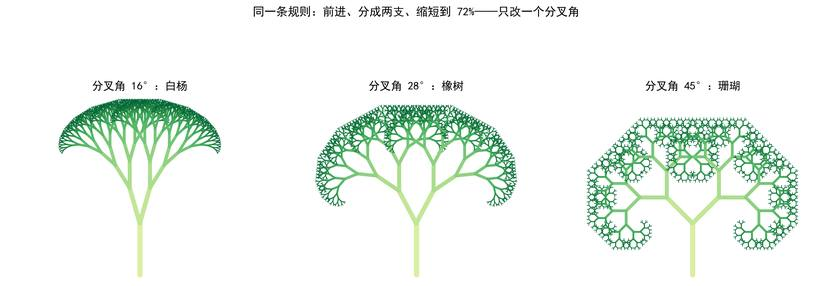 同一条规则：前进、分成两支、缩短到 72%——只改一个分叉角
分叉角 16°：白杨
分叉角 28°：橡树
分叉角 45°：珊瑚